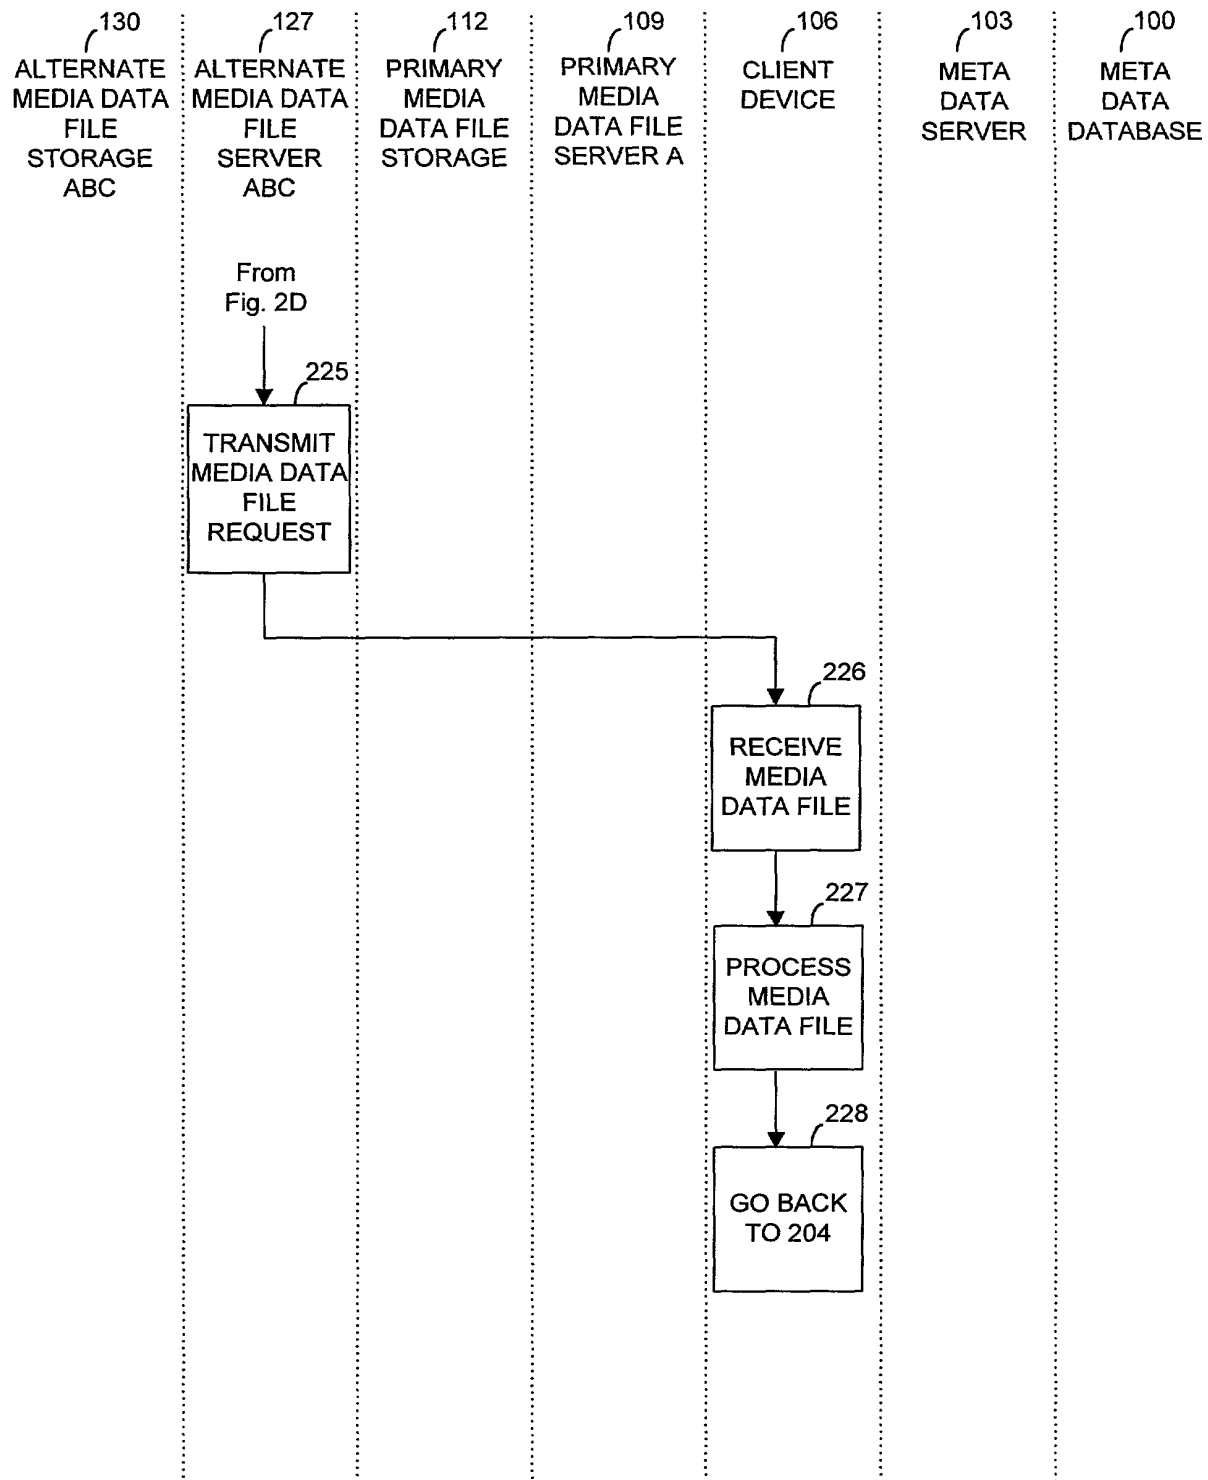 130
ALTERNATE
MEDIA DATA
FILE
STORAGE
ABC
127
ALTERNATE
MEDIA DATA
FILE
SERVER
ABC
112
PRIMARY
MEDIA
DATA FILE
STORAGE
109
PRIMARY
MEDIA
DATA FILE
SERVER A
106
CLIENT
DEVICE
103
META
DATA
SERVER
100
META
DATA
DATABASE
From
Fig. 2D
225
TRANSMIT
MEDIA DATA
FILE
REQUEST
226
RECEIVE
MEDIA
DATA FILE
227
PROCESS
MEDIA
DATA FILE
228
GO BACK
TO 204